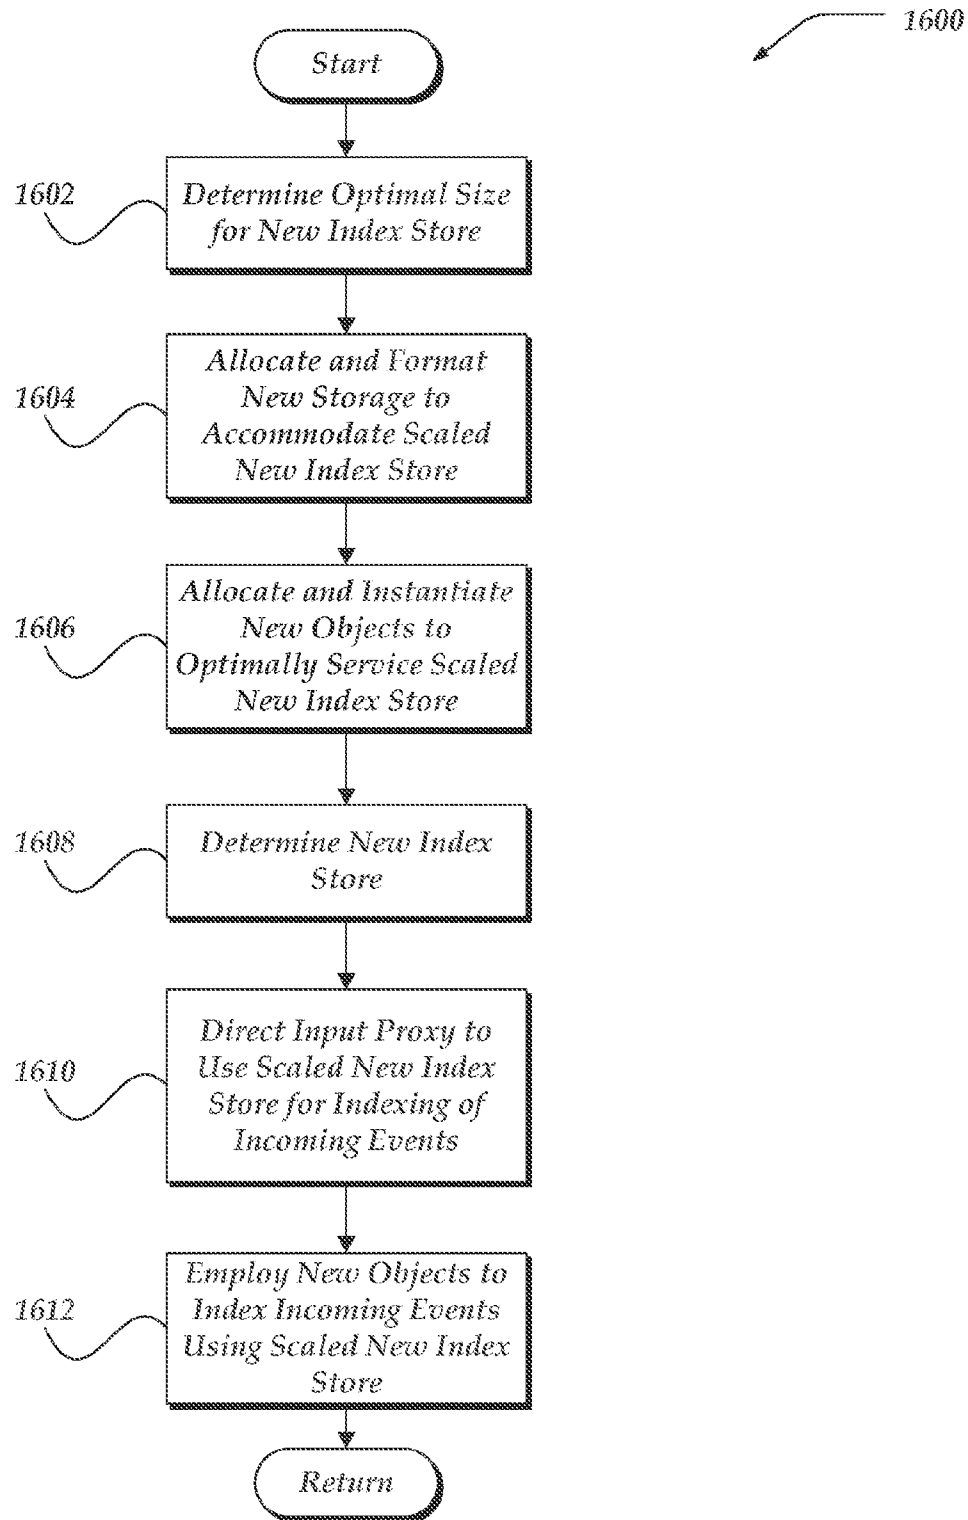 1600
Start
1602
Determine Optimal Size
for New Index Store
1604
Allocate and Format
New Storage to
Accommodate Scaled
New Index Store
1606
Allocate and Instantiate
New Objects to
Optimally Service Scaled
New Index Store
1608
Determine New Index
Store
1610
Direct Input Proxy to
Use Scaled New Index
Store for Indexing of
Incoming Events
1612
Employ New Objects to
Index Incoming Events
Using Scaled New Index
Store
Return